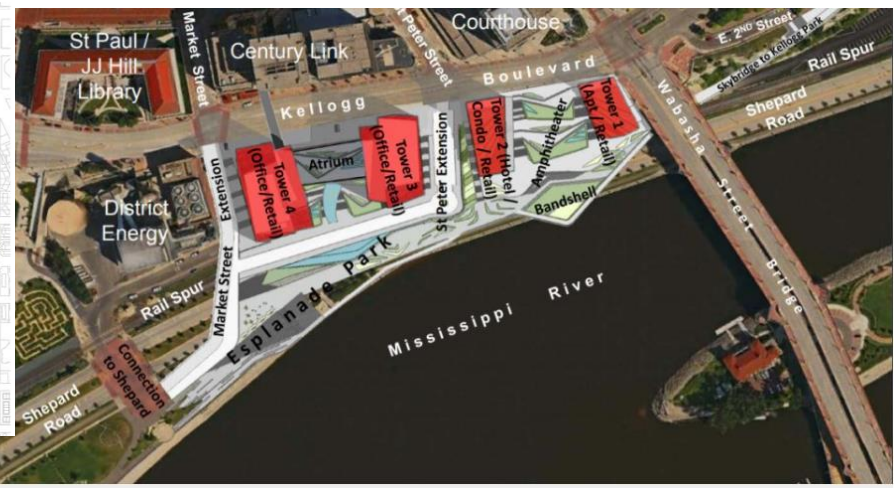 St Paul /
JJ Hill
Library
Market Street
Century Link
St Peter Street
Courthouse
E. 2ND Street
Skybridge to Kellogg Park
Rail Spur
Shepard
Road
Kellogg Boulevard
Wabasha Street Bridge
Tower 1
(Apt / Retail)
Amphitheater
Bandshell
Tower 2 (Hotel /
Condo / Retail)
St Peter Extension
Tower 3
(Office/Retail)
Atrium
Tower 4
(Office/Retail)
Market Street Extension
District
Energy
Esplanade Park
Mississippi River
Rail Spur
Connection
to Shepard
Shepard
Road